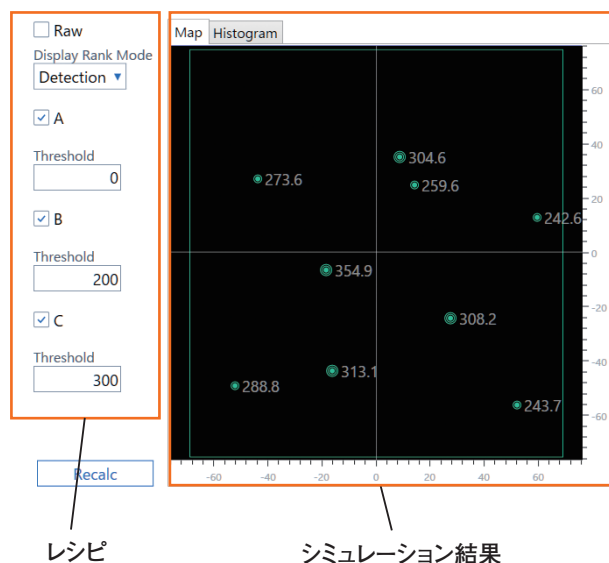 Raw
Display Rank Mode
Detection
A
Threshold
0
B
Threshold
200
C
Threshold
300
Recalc
レシピ
Map Histogram
304.6
273.6
259.6
242.6
354.9
308.2
313.1
288.8
243.7
60
40
20
0
-20
-40
-60
-60 -40 -20 0 20 40 60
シミュレーション結果